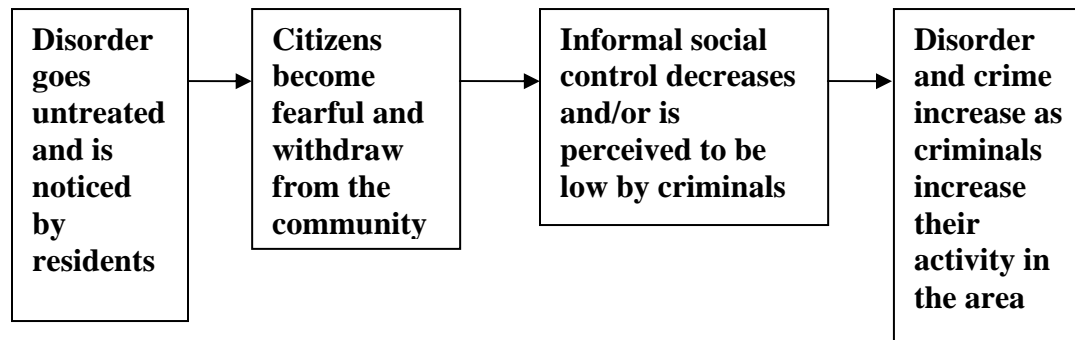 Disorder
goes
untreated
and is
noticed
by
residents
Citizens
become
fearful and
withdraw
from the
community
Informal social
control decreases
and/or is
perceived to be
low by criminals
Disorder
and crime
increase as
criminals
increase
their
activity in
the area